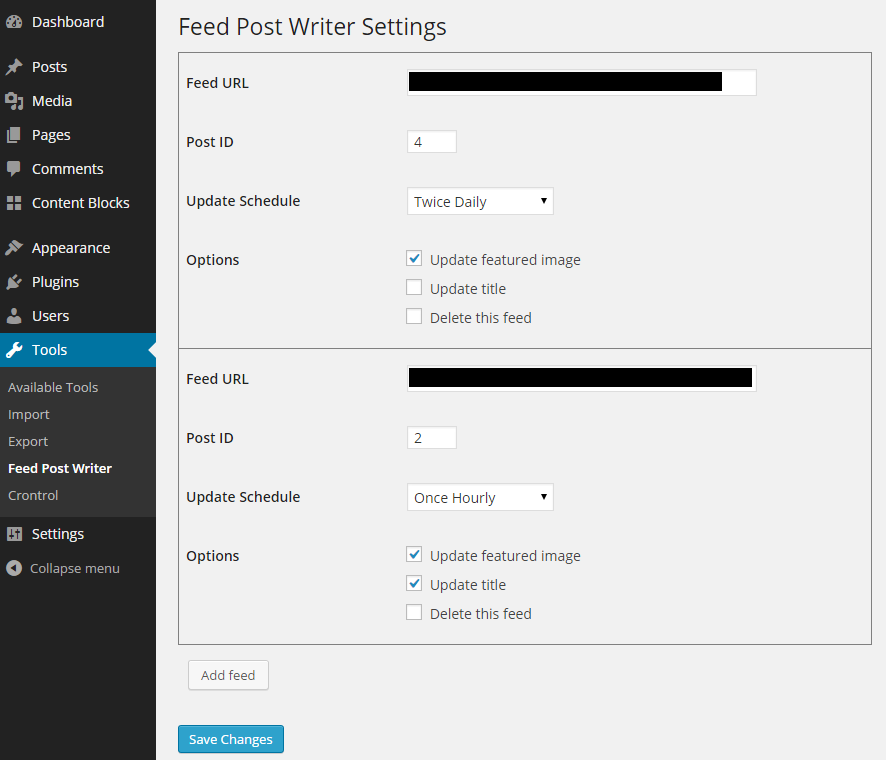 Dashboard
Posts
Media
Pages
Comments
Content Blocks
Appearance
Plugins
Users
Tools
Available Tools
Import
Export
Feed Post Writer
Crontrol
Settings
Collapse menu
Feed Post Writer Settings
Feed URL
Post ID 4
Update Schedule Twice Daily
Options Update featured image
Update title
Delete this feed
Feed URL
Post ID 2
Update Schedule Once Hourly
Options Update featured image
Update title
Delete this feed
Add feed
Save Changes